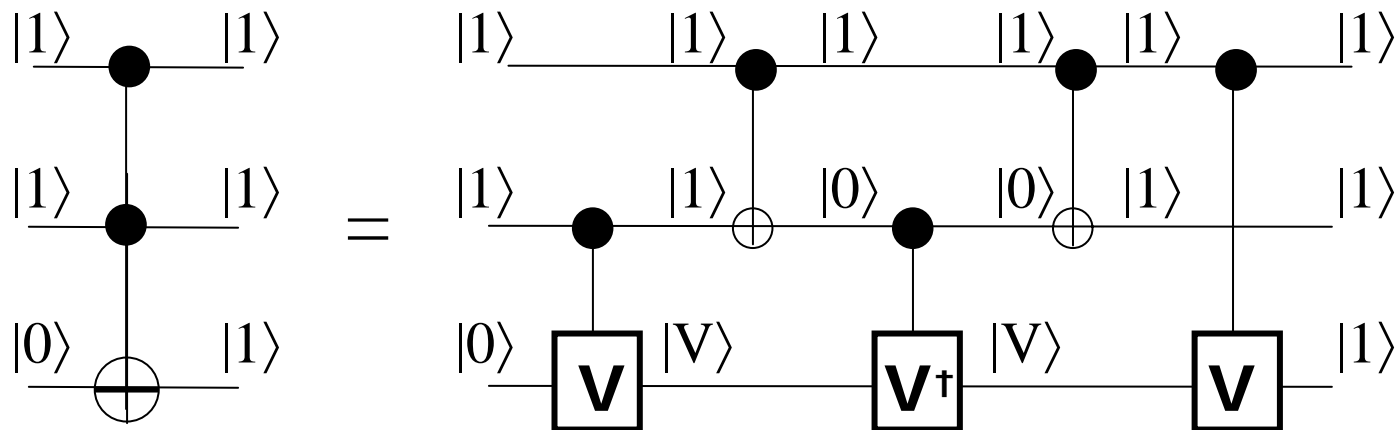 |1⟩ |1⟩ |1⟩ |1⟩ |1⟩ |1⟩ |1⟩ |1⟩
|1⟩ |1⟩ = |1⟩ |1⟩ |0⟩ |0⟩ |1⟩ |1⟩
|0⟩ |1⟩ |0⟩ |V⟩ |V⟩ |1⟩
V V† V